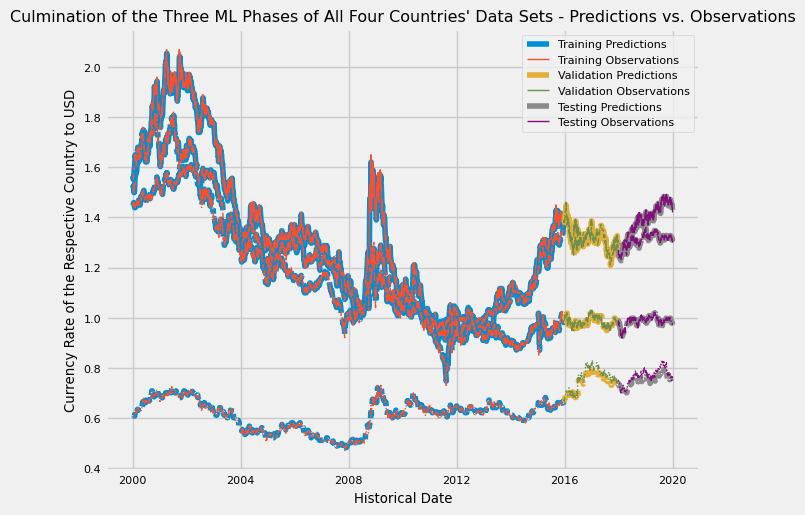 Culmination of the Three ML Phases of All Four Countries' Data Sets - Predictions vs. Observations
Training Predictions
Training Observations
Validation Predictions
Validation Observations
Testing Predictions
Testing Observations
Currency Rate of the Respective Country to USD
2.0
1.8
1.6
1.4
1.2
1.0
0.8
0.6
0.4
2000
2004
2008
2012
2016
2020
Historical Date